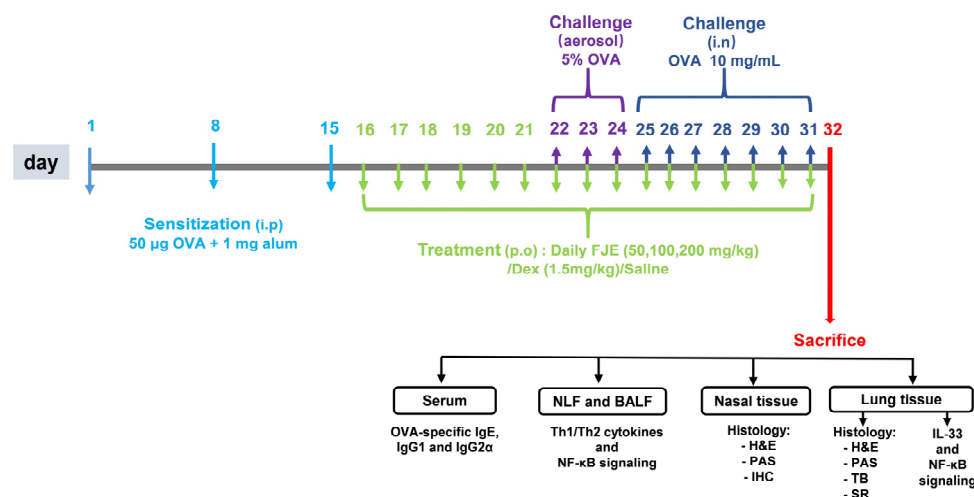 Challenge
(aerosol)
5% OVA
Challenge
(i.n)
OVA 10 mg/mL
1 8 15 16 17 18 19 20 21 22 23 24 25 26 27 28 29 30 31 32
day
Sensitization (i.p)
50 µg OVA + 1 mg alum
Treatment (p.o) : Daily FJE (50,100,200 mg/kg)
/Dex (1.5mg/kg)/Saline
Sacrifice
Serum
OVA-specific IgE,
IgG1 and IgG2α
NLF and BALF
Th1/Th2 cytokines
and
NF-κB signaling
Nasal tissue
Histology:
- H&E
- PAS
- IHC
Lung tissue
Histology:
- H&E
- PAS
- TB
- SR
IL-33
and
NF-κB
signaling